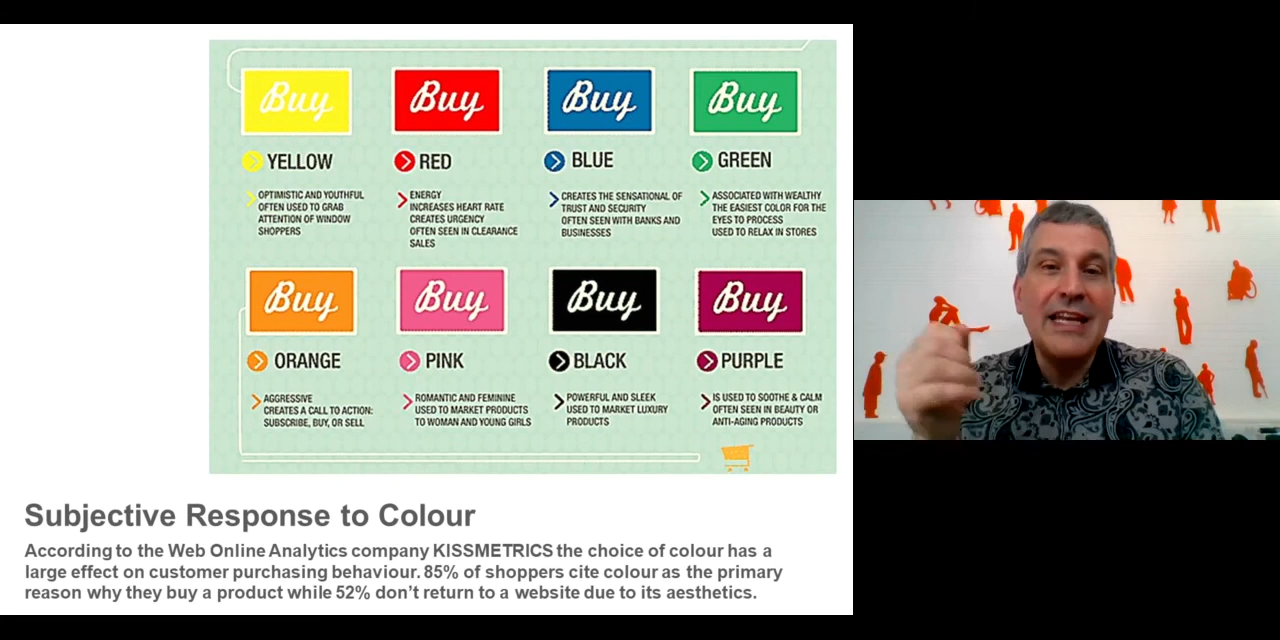 Buy
Buy
Buy
Buy
YELLOW
RED
BLUE
GREEN
OPTIMISTIC AND YOUTHFUL
OFTEN USED TO GRAB
ATTENTION OF WINDOW
SHOPPERS
ENERGY
INCREASES HEART RATE
CREATES URGENCY
OFTEN SEEN IN CLEARANCE
SALES
CREATES THE SENSATIONAL OF
TRUST AND SECURITY
OFTEN SEEN WITH BANKS AND
BUSINESSES
ASSOCIATED WITH WEALTHY
THE EASIEST COLOR FOR THE
EYES TO PROCESS
USED TO RELAX IN STORES
Buy
Buy
Buy
Buy
ORANGE
PINK
BLACK
PURPLE
AGGRESSIVE
CREATES A CALL TO ACTION:
SUBSCRIBE, BUY, OR SELL
ROMANTIC AND FEMININE
USED TO MARKET PRODUCTS
TO WOMAN AND YOUNG GIRLS
POWERFUL AND SLEEK
USED TO MARKET LUXURY
PRODUCTS
IS USED TO SOOTHE & CALM
OFTEN SEEN IN BEAUTY OR
ANTI-AGING PRODUCTS
Subjective Response to Colour
According to the Web Online Analytics company KISSMETRICS the choice of colour has a
large effect on customer purchasing behaviour. 85% of shoppers cite colour as the primary
reason why they buy a product while 52% don't return to a website due to its aesthetics.